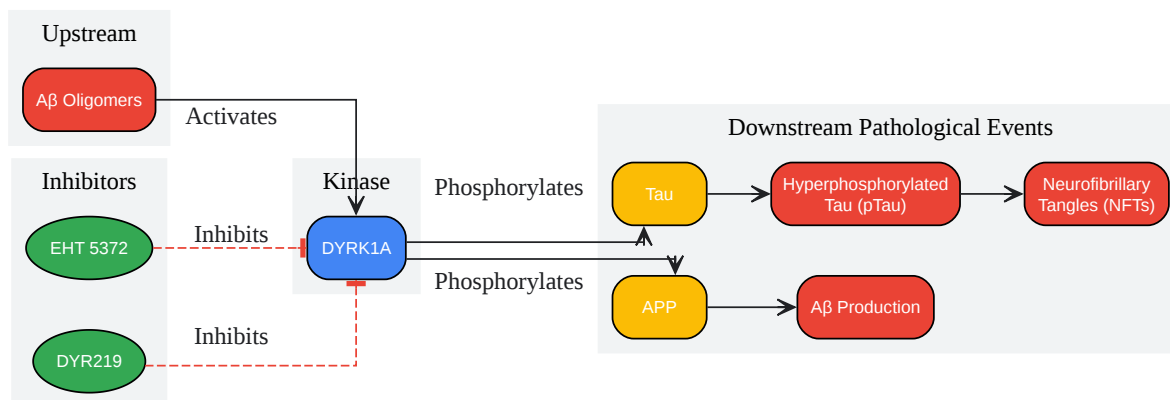 Upstream
Aβ Oligomers
Activates
Inhibitors
EHT 5372
Inhibits
DYR219
Inhibits
Kinase
DYRK1A
Phosphorylates
Phosphorylates
Downstream Pathological Events
Tau
Hyperphosphorylated
Tau (pTau)
Neurofibrillary
Tangles (NFTs)
APP
Aβ Production